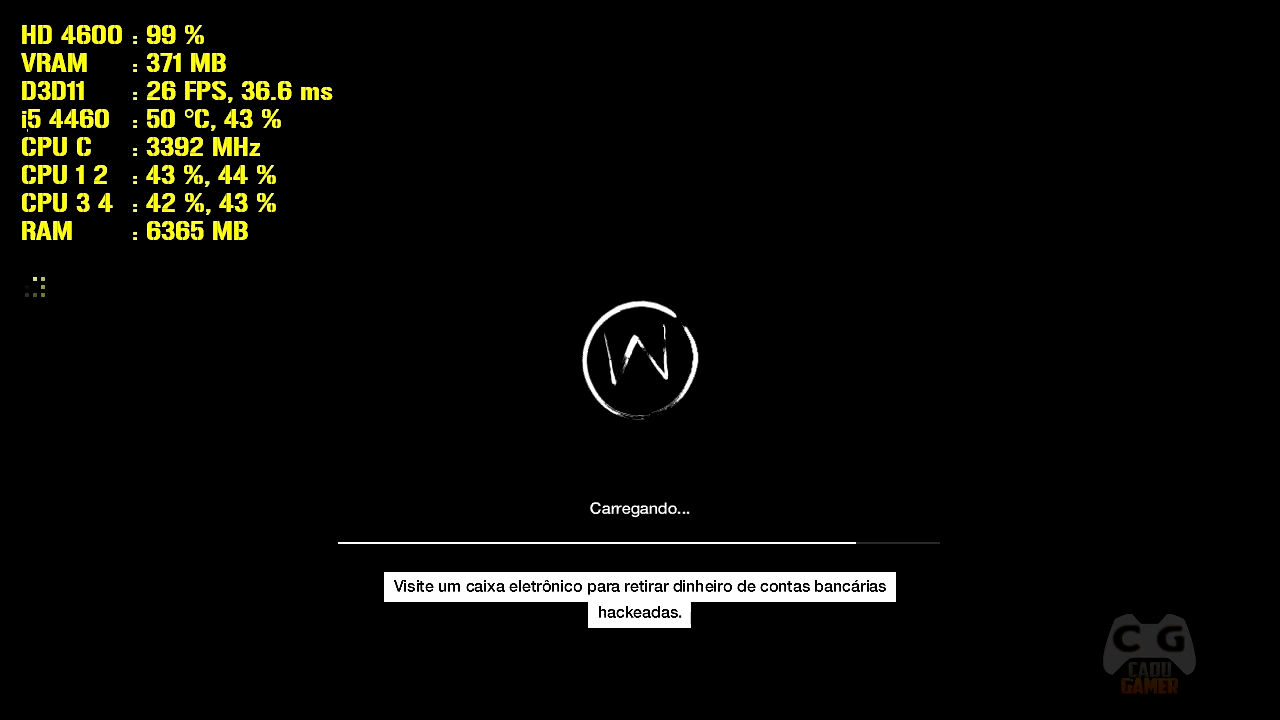 HD 4600 : 99 %
VRAM : 371 MB
D3D11 : 26 FPS, 36.6 ms
i5 4460 : 50 °C, 43 %
CPU C : 3392 MHz
CPU 1 2 : 43 %, 44 %
CPU 3 4 : 42 %, 43 %
RAM : 6365 MB
W
Carregando...
Visite um caixa eletrônico para retirar dinheiro de contas bancárias
hackeadas.
C G
CADU
GAMER